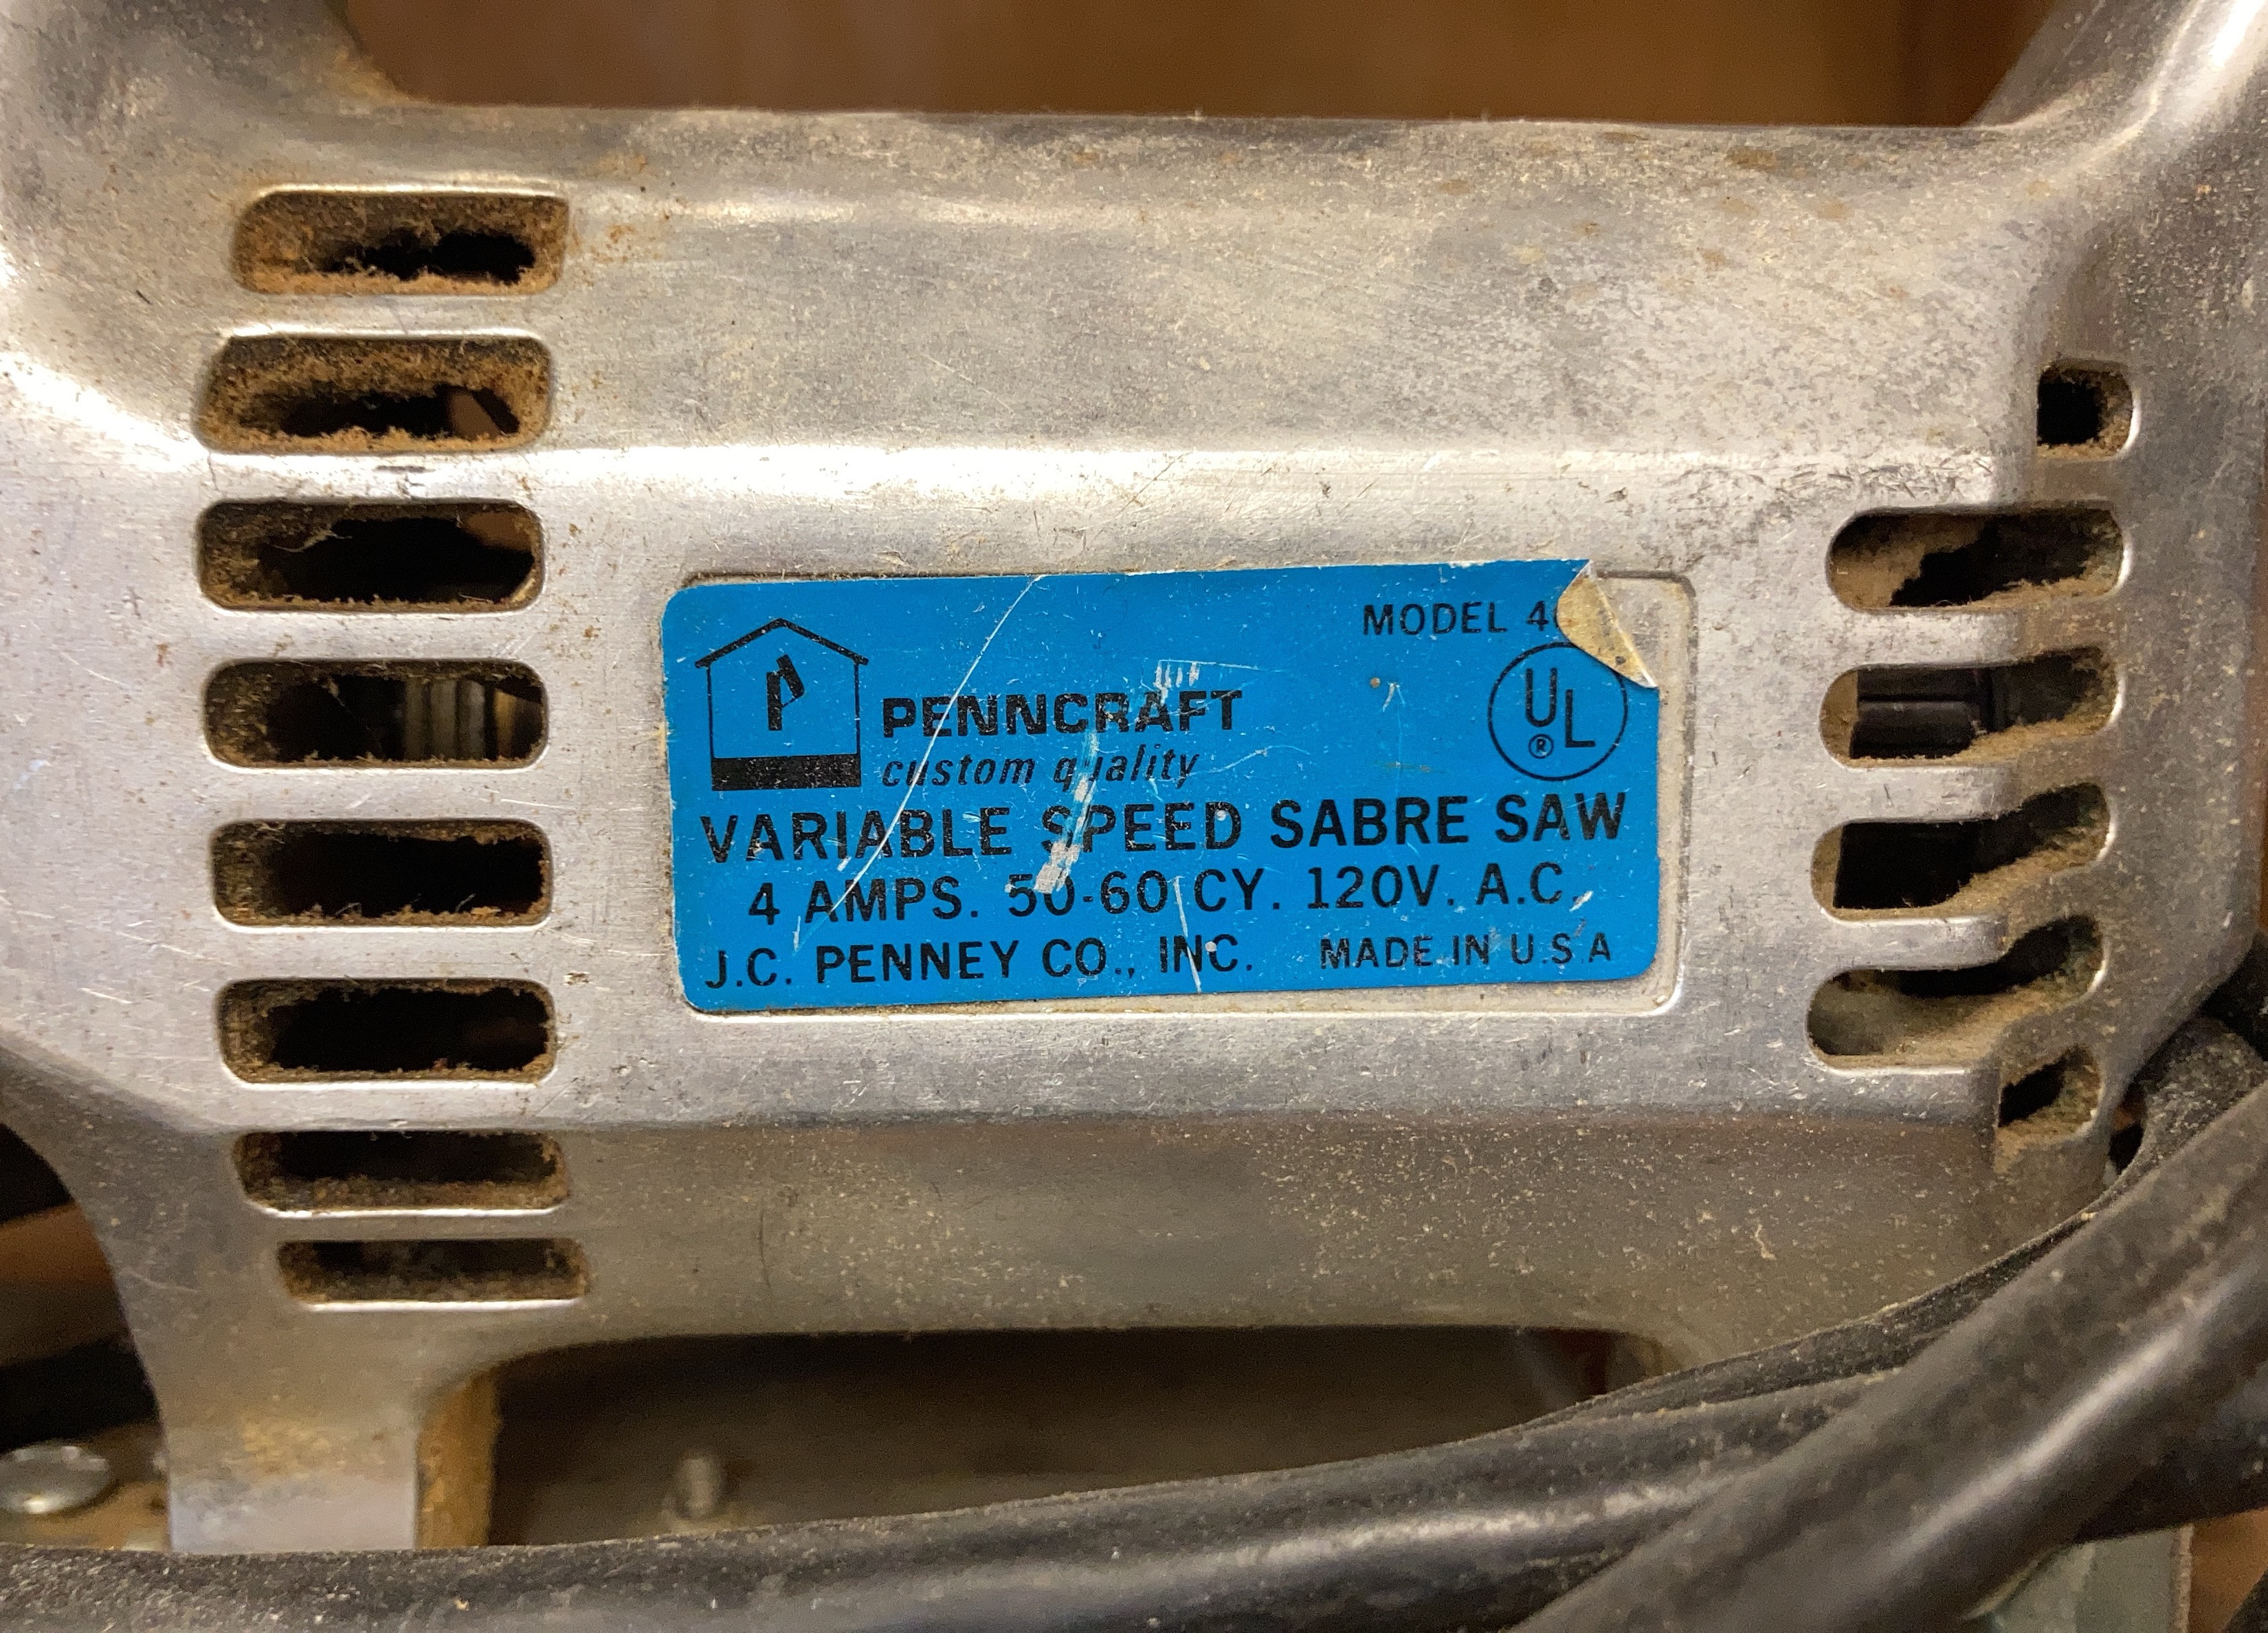 MODEL 4
UL
®
PENNCRAFT
custom quality
VARIABLE SPEED SABRE SAW
4 AMPS. 50-60 CY. 120V. A.C.
J.C. PENNEY CO., INC. MADE IN U.S A